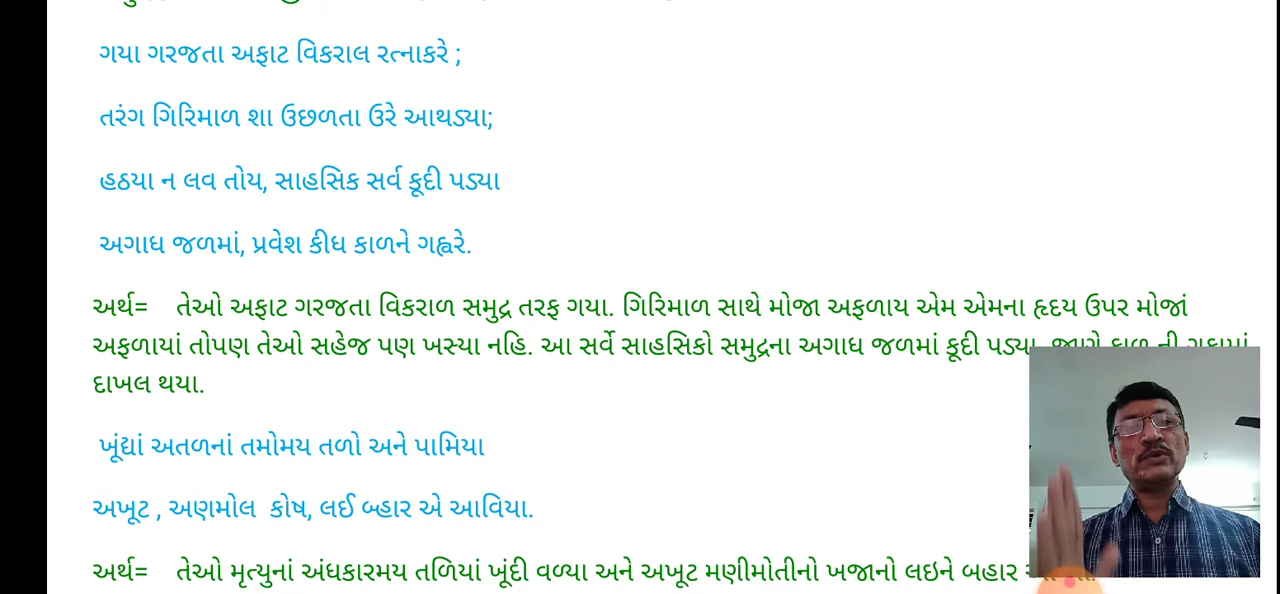 ગયા ગરજતા અફાટ વિકરાલ રત્નાકરે ;
તરંગ ગિરિમાળ શા ઉછળતા ઉરે આથડ્યા;
હઠયા ન લવ તોય, સાહસિક સર્વ કૂદી પડ્યા
અગાધ જળમાં, પ્રવેશ કીધ કાળને ગહ્વરે.
અર્થ= તેઓ અફાટ ગરજતા વિકરાળ સમુદ્ર તરફ ગયા. ગિરિમાળ સાથે મોજા અફળાય એમ એમના હૃદય ઉપર મોજાં
અફળાયાં તોપણ તેઓ સહેજ પણ ખસ્યા નહિ. આ સર્વે સાહસિકો સમુદ્રના અગાધ જળમાં કૂદી પડ્યા
દાખલ થયા.
ખૂંદ્યાં અતળનાં તમોમય તળો અને પામિયા
અખૂટ , અણમોલ કોષ, લઈ બ્હાર એ આવિયા.
અર્થ= તેઓ મૃત્યુનાં અંધકારમય તળિયાં ખૂંદી વળ્યા અને અખૂટ મણીમોતીનો ખજાનો લઇને બહાર